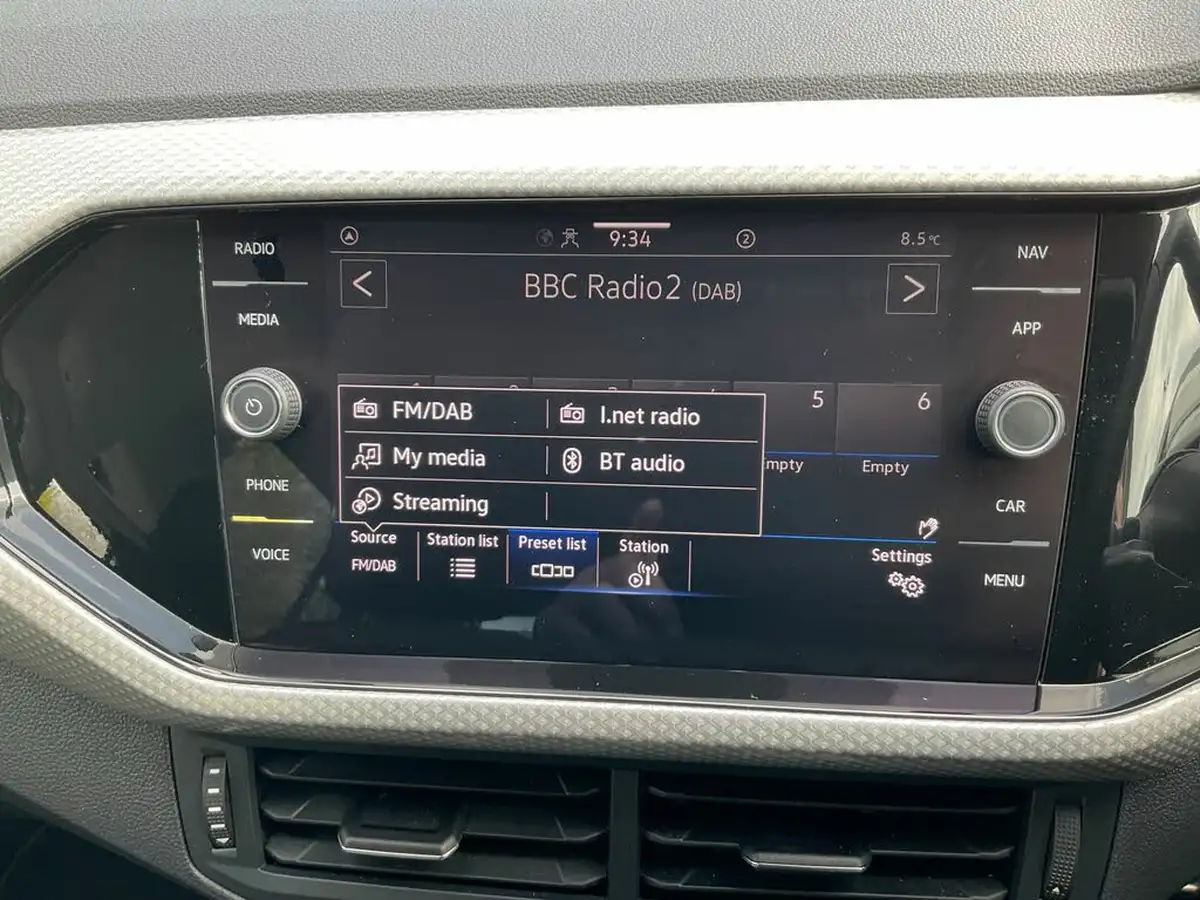 RADIO
MEDIA
PHONE
VOICE
9:34
2
8.5°C
BBC Radio2 (DAB)
5
6
FM/DAB
I.net radio
My media
BT audio
Streaming
mpty
Empty
Source
FM/DAB
Station list
Preset list
Station
Settings
NAV
APP
CAR
MENU